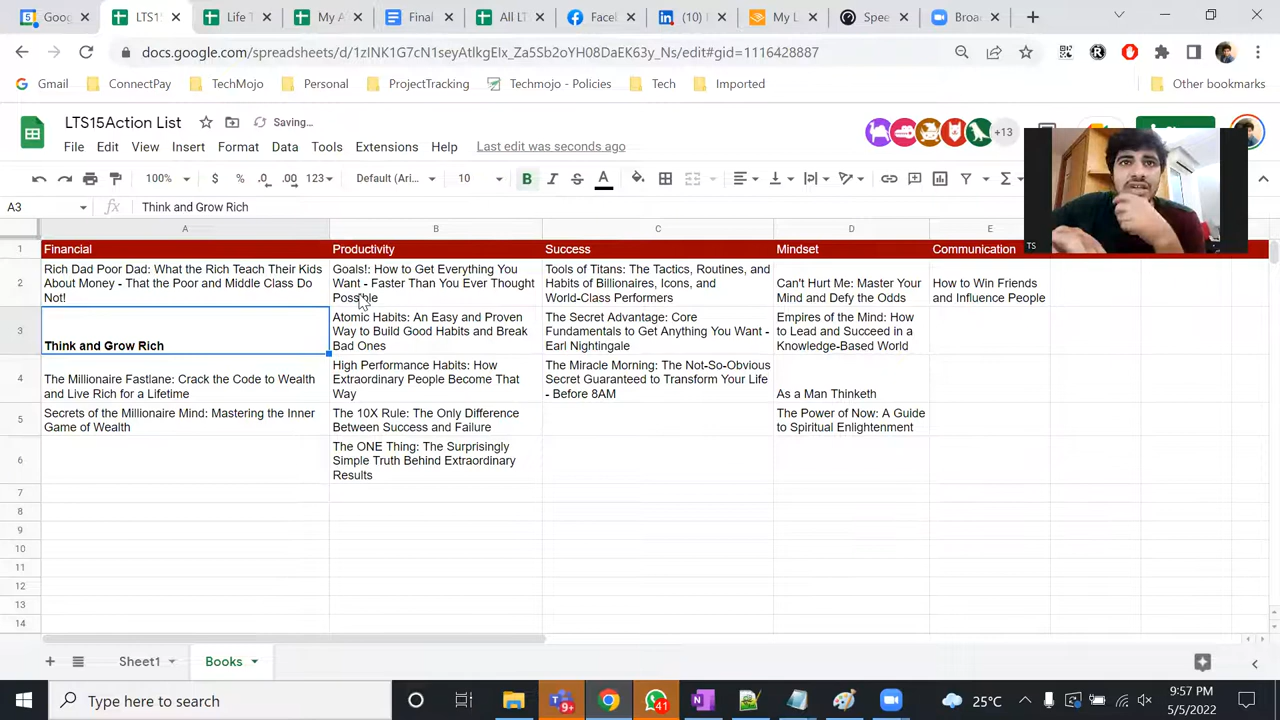 Goog
LTS15
Life T
My A
Final
All LT
Facel
(10)
My L
Spee
Broa
docs.google.com/spreadsheets/d/1zINK1G7cN1seyAtlkgEIx_Za5Sb2oYH08DaEK63y_Ns/edit#gid=1116428887
Gmail
ConnectPay
TechMojo
Personal
ProjectTracking
Techmojo - Policies
Tech
Imported
Other bookmarks
LTS15Action List
Saving...
+13
File
Edit
View
Insert
Format
Data
Tools
Extensions
Help
Last edit was seconds ago
100%
$
%
.0
.00
123
Default (Ari...
10
B
I
S
A
A3
fx
Think and Grow Rich
TS
A
B
C
D
E
1
Financial
Productivity
Success
Mindset
Communication
2
Rich Dad Poor Dad: What the Rich Teach Their Kids
About Money - That the Poor and Middle Class Do
Not!
Goals!: How to Get Everything You
Want - Faster Than You Ever Thought
Possible
Tools of Titans: The Tactics, Routines, and
Habits of Billionaires, Icons, and
World-Class Performers
Can't Hurt Me: Master Your
Mind and Defy the Odds
How to Win Friends
and Influence People
3
Think and Grow Rich
Atomic Habits: An Easy and Proven
Way to Build Good Habits and Break
Bad Ones
The Secret Advantage: Core
Fundamentals to Get Anything You Want -
Earl Nightingale
Empires of the Mind: How
to Lead and Succeed in a
Knowledge-Based World
4
The Millionaire Fastlane: Crack the Code to Wealth
and Live Rich for a Lifetime
High Performance Habits: How
Extraordinary People Become That
Way
The Miracle Morning: The Not-So-Obvious
Secret Guaranteed to Transform Your Life
- Before 8AM
As a Man Thinketh
5
Secrets of the Millionaire Mind: Mastering the Inner
Game of Wealth
The 10X Rule: The Only Difference
Between Success and Failure
The Power of Now: A Guide
to Spiritual Enlightenment
6
The ONE Thing: The Surprisingly
Simple Truth Behind Extraordinary
Results
7
8
9
10
11
12
13
14
Sheet1
Books
Type here to search
9+
41
25°C
9:57 PM
5/5/2022